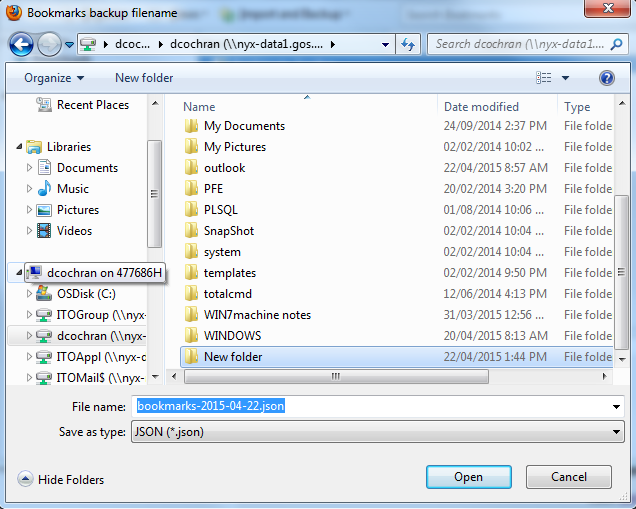 Bookmarks backup filename
dcoc... dcochran (\\nyx-data1.gos....
Search dcochran (\\nyx-data1....
Organize New folder
Recent Places
Libraries
Documents
Music
Pictures
Videos
dcochran on 477686H
OSDisk (C:)
ITOGroup (\\nyx-
dcochran (\\nyx-
ITOAppl (\\nyx-d
ITOMail$ (\\nyx-
Name Date modified Type
My Documents 24/09/2014 2:37 PM File folde
My Pictures 02/02/2014 10:02 ... File folde
outlook 22/04/2015 8:57 AM File folde
PFE 20/02/2014 3:20 PM File folde
PLSQL 01/08/2014 10:06 ... File folde
SnapShot 02/02/2014 10:06 ... File folde
system 02/02/2014 10:04 ... File folde
templates 02/02/2014 9:50 PM File folde
totalcmd 12/06/2014 4:13 PM File folde
WIN7machine notes 31/03/2015 12:56 ... File folde
WINDOWS 20/04/2015 8:13 AM File folde
New folder 22/04/2015 1:44 PM File folde
File name: bookmarks-2015-04-22.json
Save as type: JSON (*.json)
Hide Folders Open Cancel